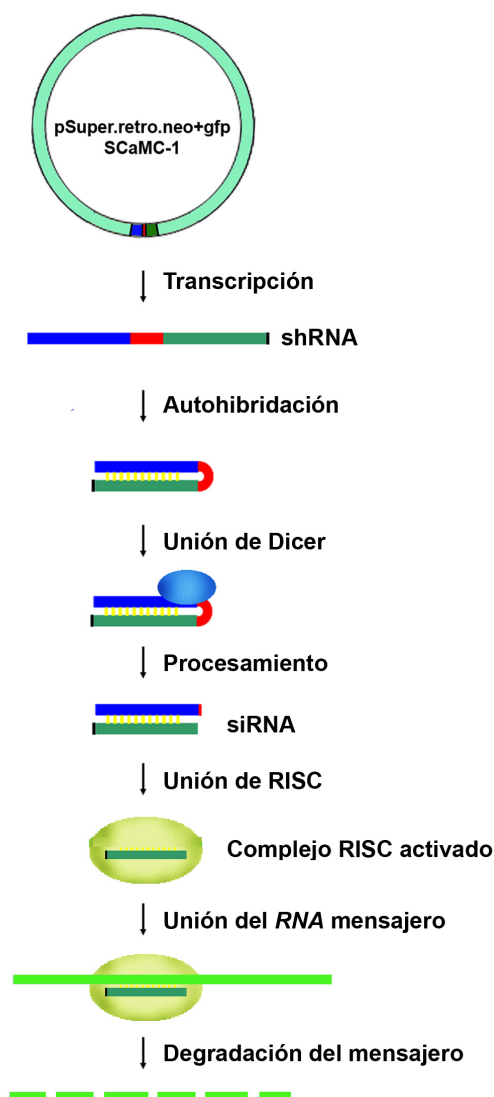 pSuper.retro.neo+gfp
SCaMC-1
Transcripción
shRNA
Autohibridación
Unión de Dicer
Procesamiento
siRNA
Unión de RISC
Complejo RISC activado
Unión del RNA mensajero
Degradación del mensajero